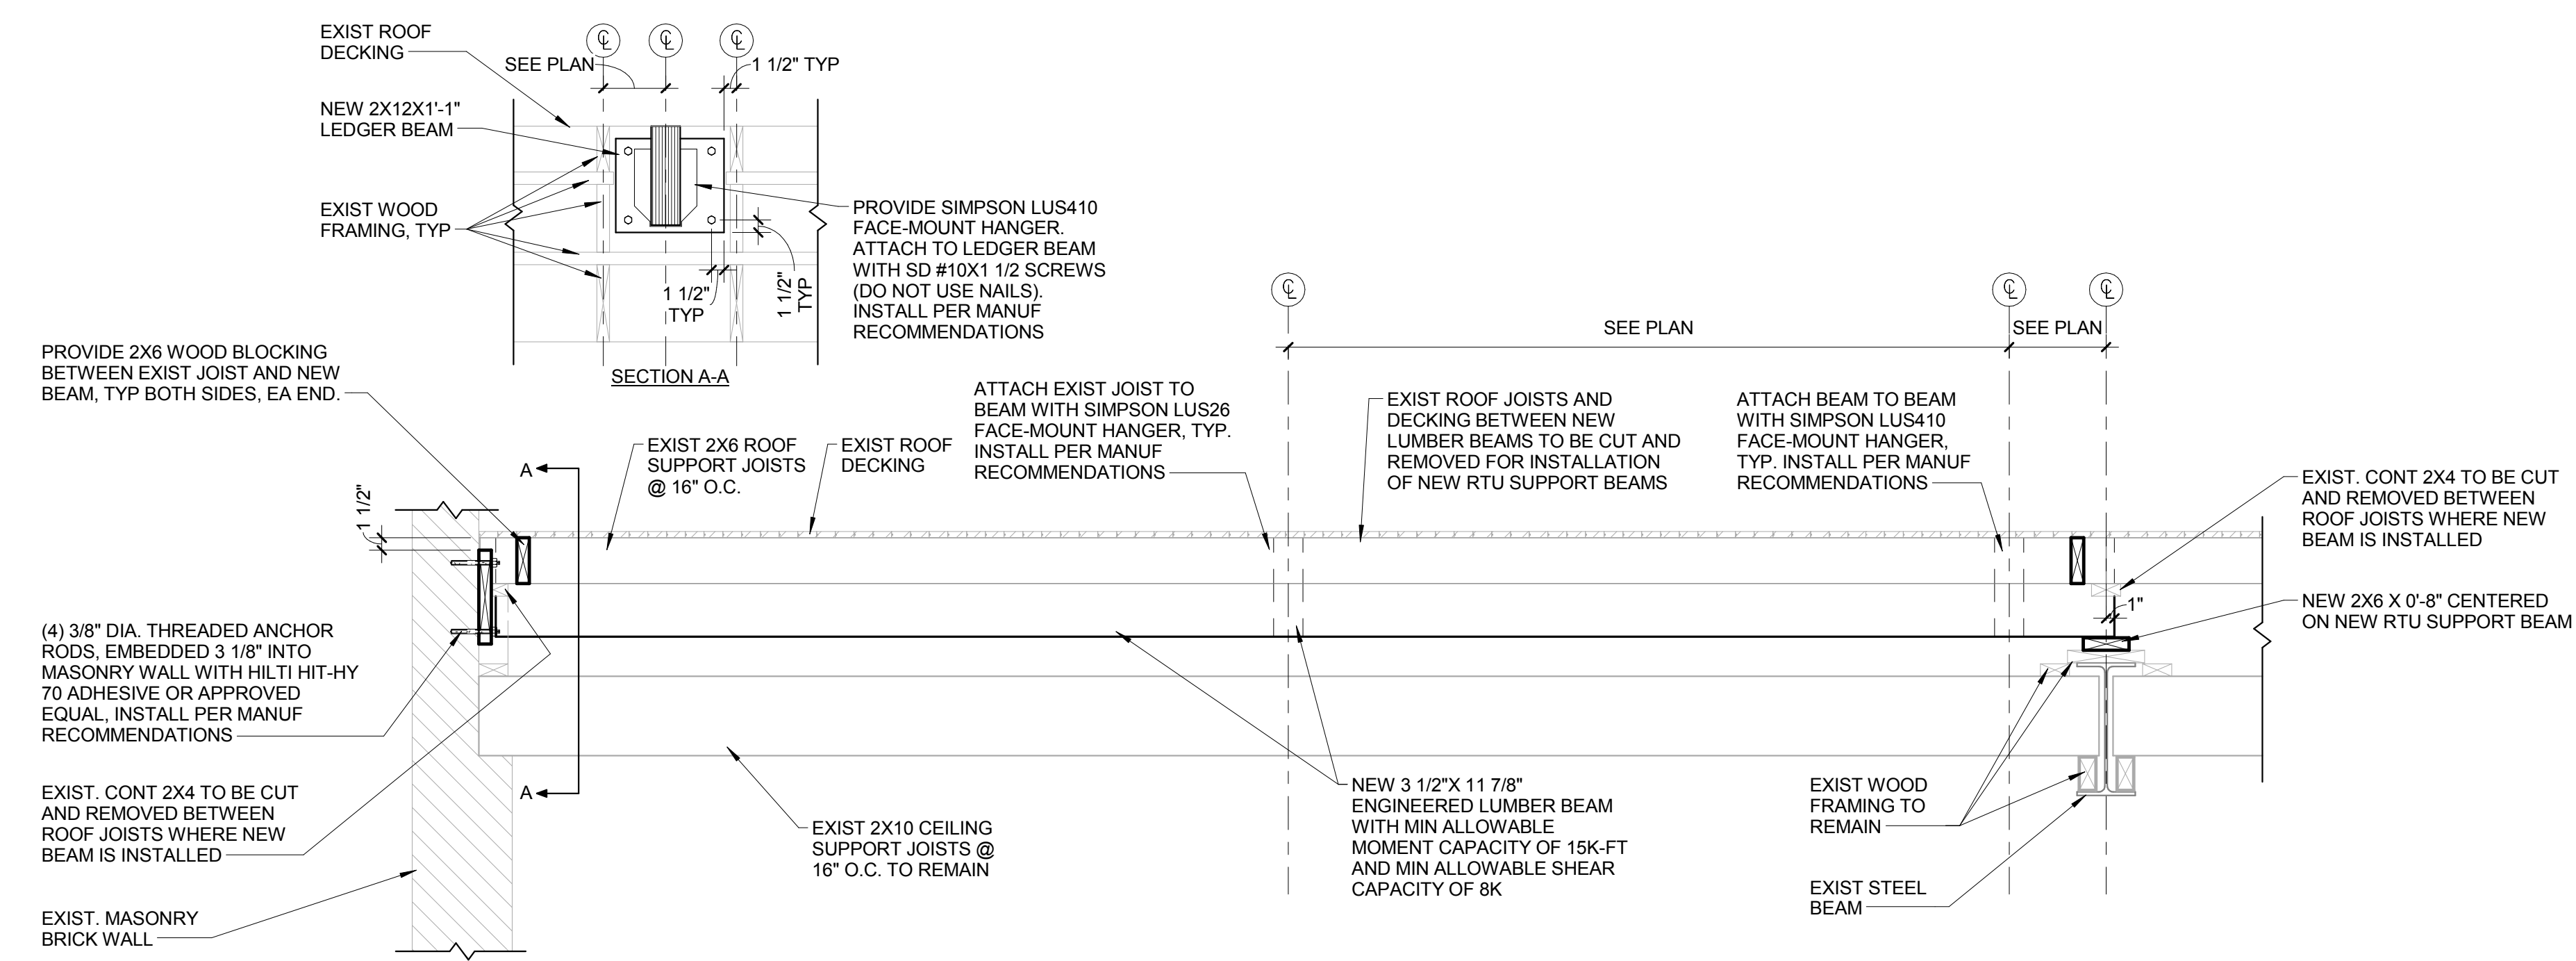 EXIST ROOF
DECKING
SEE PLAN
1 1/2" TYP
NEW 2X12X1'-1"
LEDGER BEAM
EXIST WOOD
FRAMING, TYP
PROVIDE SIMPSON LUS410
FACE-MOUNT HANGER.
ATTACH TO LEDGER BEAM
WITH SD #10X1 1/2 SCREWS
(DO NOT USE NAILS).
INSTALL PER MANUF
RECOMMENDATIONS
1 1/2"
TYP
1 1/2"
TYP
SECTION A-A
PROVIDE 2X6 WOOD BLOCKING
BETWEEN EXIST JOIST AND NEW
BEAM, TYP BOTH SIDES, EA END.
SEE PLAN
SEE PLAN
A
EXIST 2X6 ROOF
SUPPORT JOISTS
@ 16" O.C.
EXIST ROOF
DECKING
ATTACH EXIST JOIST TO
BEAM WITH SIMPSON LUS26
FACE-MOUNT HANGER, TYP.
INSTALL PER MANUF
RECOMMENDATIONS
EXIST ROOF JOISTS AND
DECKING BETWEEN NEW
LUMBER BEAMS TO BE CUT AND
REMOVED FOR INSTALLATION
OF NEW RTU SUPPORT BEAMS
ATTACH BEAM TO BEAM
WITH SIMPSON LUS410
FACE-MOUNT HANGER,
TYP. INSTALL PER MANUF
RECOMMENDATIONS
EXIST. CONT 2X4 TO BE CUT
AND REMOVED BETWEEN
ROOF JOISTS WHERE NEW
BEAM IS INSTALLED
1 1/2"
1"
NEW 2X6 X 0'-8" CENTERED
ON NEW RTU SUPPORT BEAM
(4) 3/8" DIA. THREADED ANCHOR
RODS, EMBEDDED 3 1/8" INTO
MASONRY WALL WITH HILTI HIT-HY
70 ADHESIVE OR APPROVED
EQUAL, INSTALL PER MANUF
RECOMMENDATIONS
EXIST. CONT 2X4 TO BE CUT
AND REMOVED BETWEEN
ROOF JOISTS WHERE NEW
BEAM IS INSTALLED
A
EXIST 2X10 CEILING
SUPPORT JOISTS @
16" O.C. TO REMAIN
NEW 3 1/2"X 11 7/8"
ENGINEERED LUMBER BEAM
WITH MIN ALLOWABLE
MOMENT CAPACITY OF 15K-FT
AND MIN ALLOWABLE SHEAR
CAPACITY OF 8K
EXIST WOOD
FRAMING TO
REMAIN
EXIST STEEL
BEAM
EXIST. MASONRY
BRICK WALL